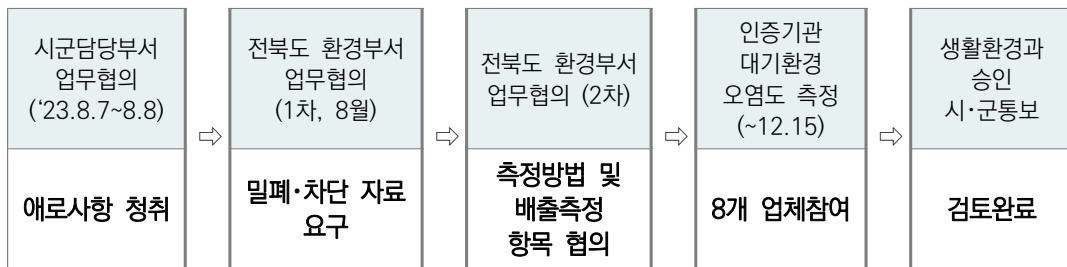 시군담당부서
업무협의
(‘23.8.7~8.8)
애로사항 청취
⇨
전북도 환경부서
업무협의
(1차, 8월)
밀폐·차단 자료
요구
⇨
전북도 환경부서
업무협의 (2차)
측정방법 및
배출측정
항목 협의
⇨
인증기관
대기환경
오염도 측정
(~12.15)
8개 업체참여
⇨
생활환경과
승인
시·군통보
검토완료